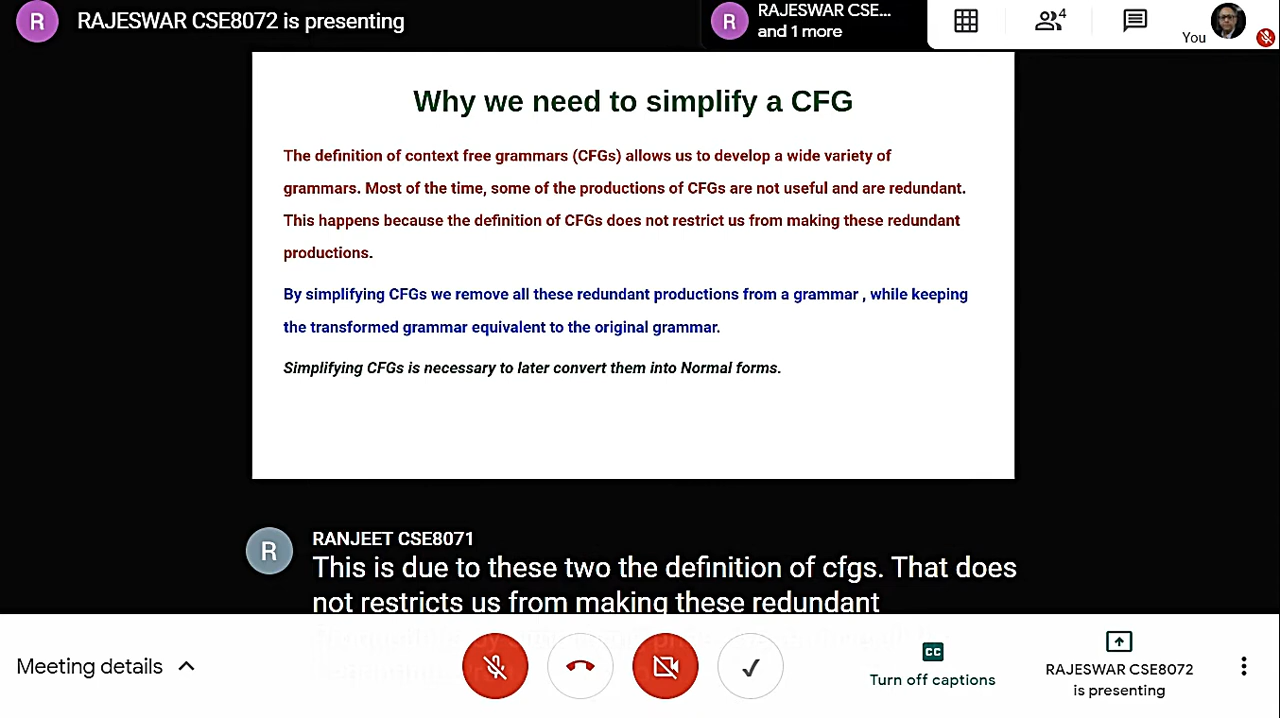 R
RAJESWAR CSE8072 is presenting
R
RAJESWAR CSE...
and 1 more
4
You
Why we need to simplify a CFG
The definition of context free grammars (CFGs) allows us to develop a wide variety of
grammars. Most of the time, some of the productions of CFGs are not useful and are redundant.
This happens because the definition of CFGs does not restrict us from making these redundant
productions.
By simplifying CFGs we remove all these redundant productions from a grammar , while keeping
the transformed grammar equivalent to the original grammar.
Simplifying CFGs is necessary to later convert them into Normal forms.
R
RANJEET CSE8071
This is due to these two the definition of cfgs. That does
not restricts us from making these redundant
Meeting details
CC
Turn off captions
RAJESWAR CSE8072
is presenting